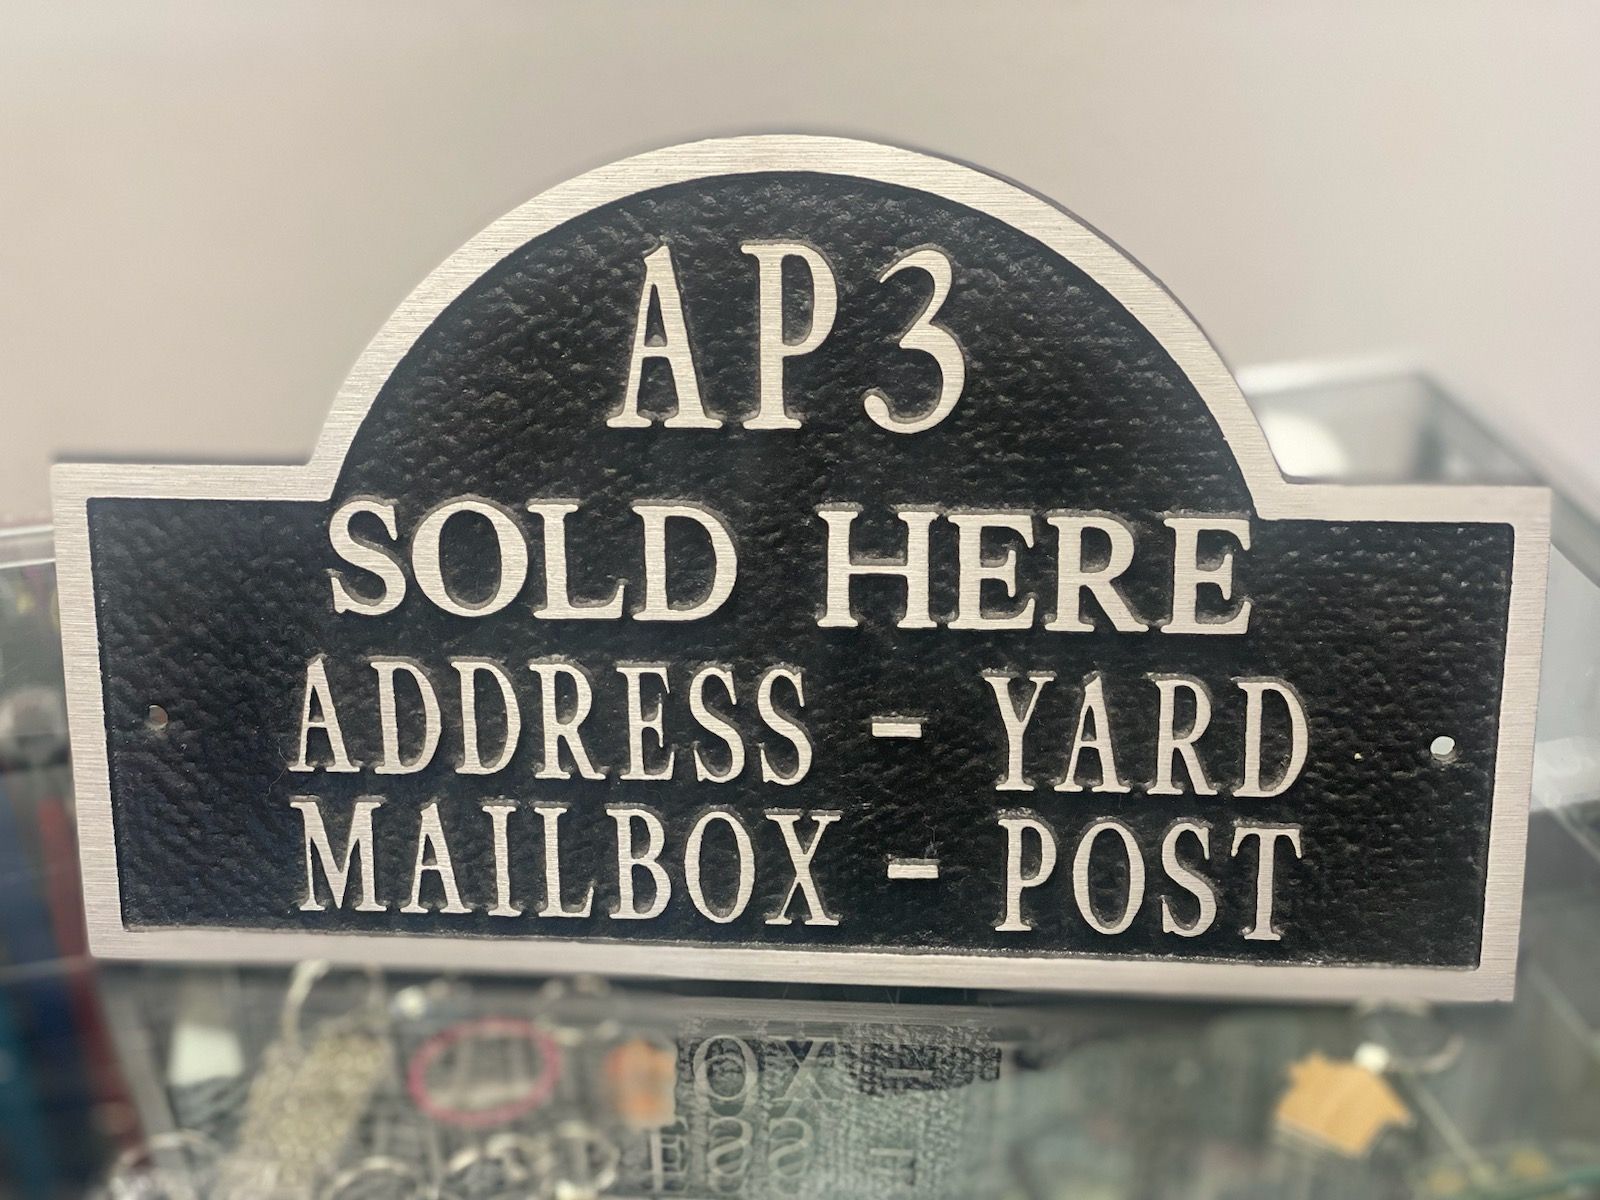 AP3
SOLD HERE
ADDRESS - YARD
MAILBOX - POST